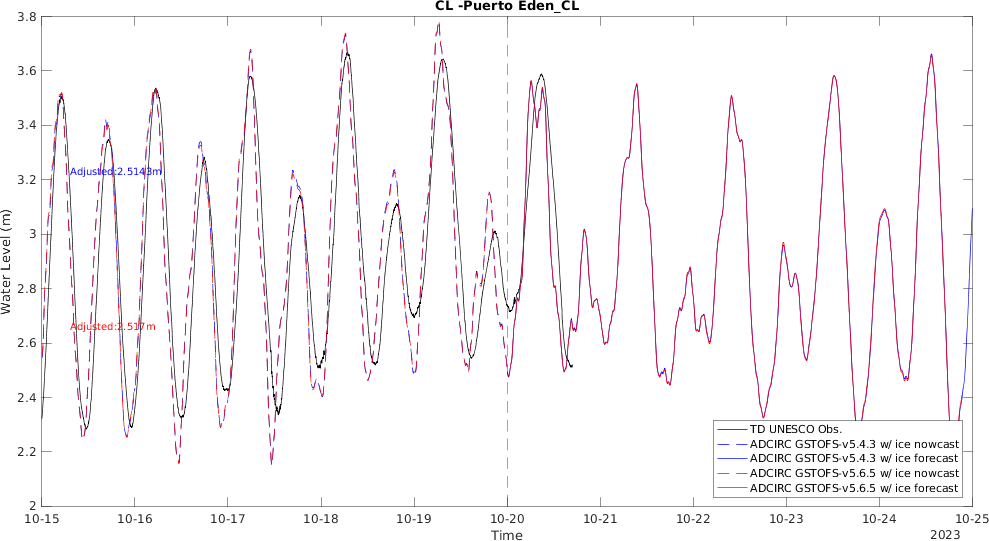 CL -Puerto Eden_CL
3.8
3.6
3.4
3.2
3
2.8
2.6
2.4
2.2
2
Water Level (m)
Adjusted:2.5143m
Adjusted:2.517m
TD UNESCO Obs.
ADCIRC GSTOFS-v5.4.3 w/ ice nowcast
ADCIRC GSTOFS-v5.4.3 w/ ice forecast
ADCIRC GSTOFS-v5.6.5 w/ ice nowcast
ADCIRC GSTOFS-v5.6.5 w/ ice forecast
10-15 10-16 10-17 10-18 10-19 10-20 10-21 10-22 10-23 10-24 10-25
Time
2023